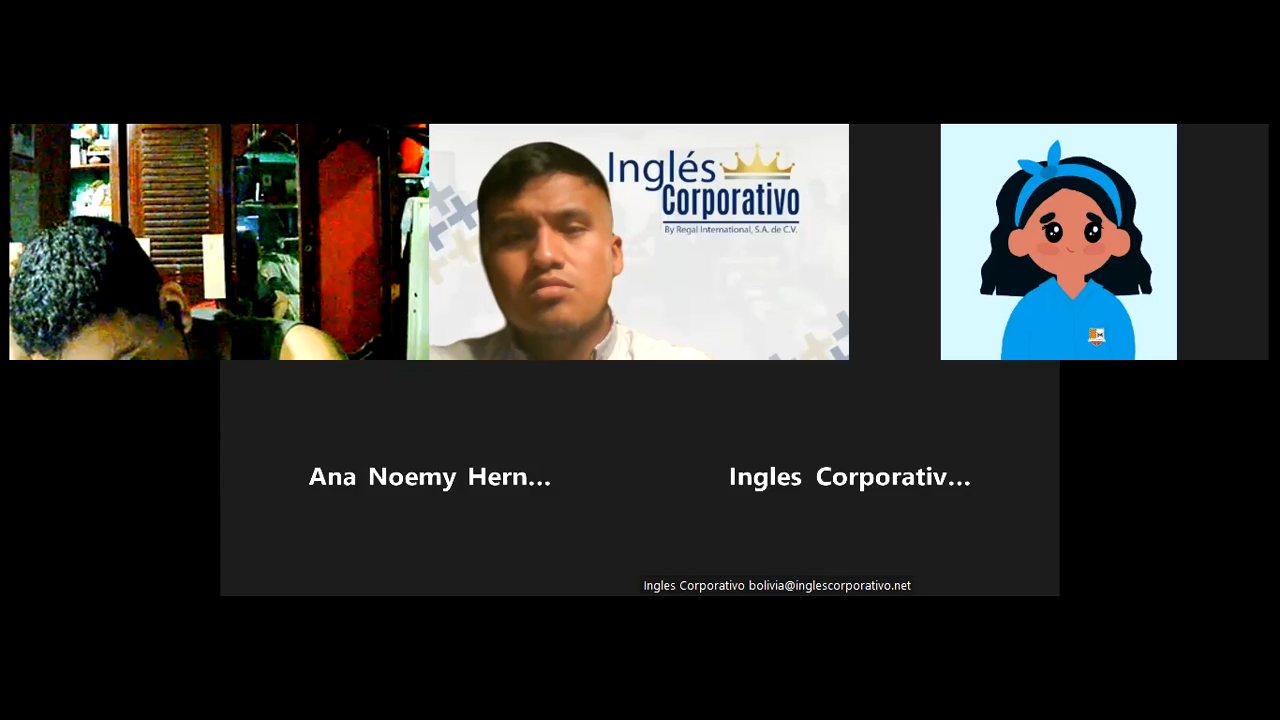 Inglés
Corporativo
By Regal International, S.A. de C.V.
Ana Noemy Hern...
Ingles Corporativ...
Ingles Corporativo bolivia@inglescorporativo.net